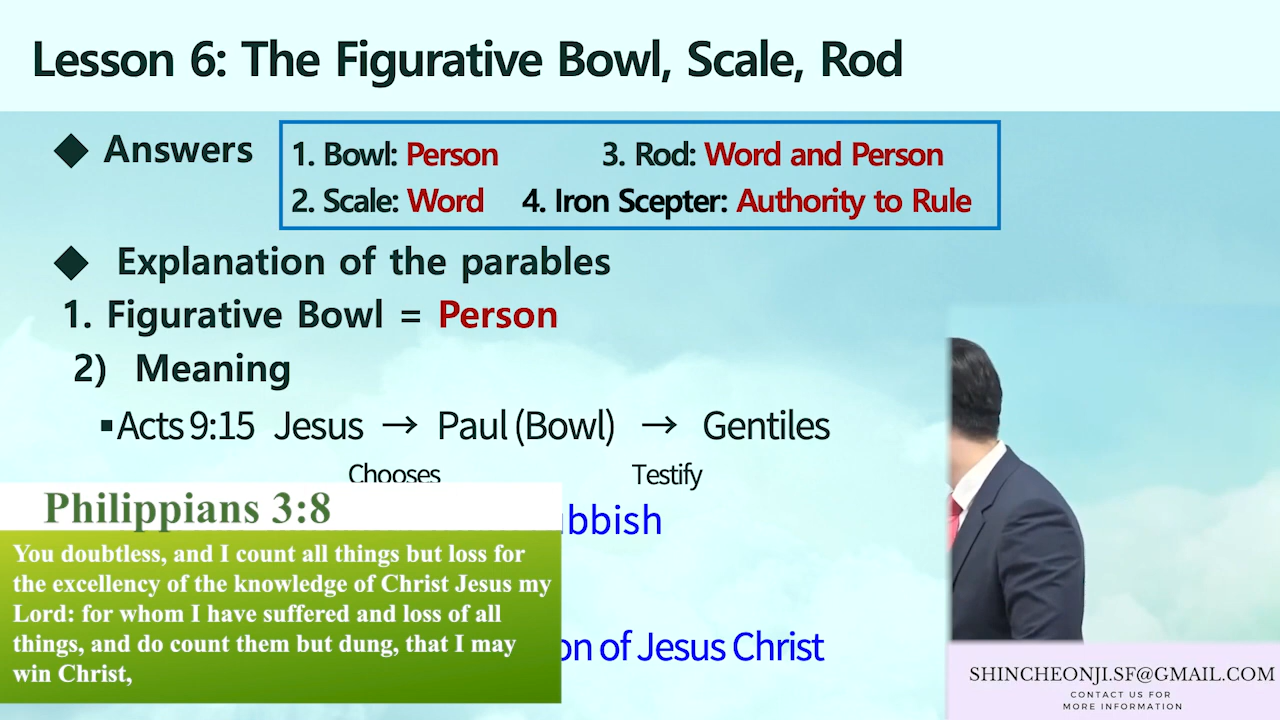 Lesson 6: The Figurative Bowl, Scale, Rod
◆ Answers
1. Bowl: Person 3. Rod: Word and Person
2. Scale: Word 4. Iron Scepter: Authority to Rule
◆ Explanation of the parables
1. Figurative Bowl = Person
2) Meaning
▪Acts 9:15 Jesus → Paul (Bowl) → Gentiles
Chooses Testify
Philippians 3:8
You doubtless, and I count all things but loss for
the excellency of the knowledge of Christ Jesus my
Lord: for whom I have suffered and loss of all
things, and do count them but dung, that I may
win Christ,
ubbish
on of Jesus Christ
SHINCHEONJI.SF@GMAIL.COM
CONTACT US FOR
MORE INFORMATION